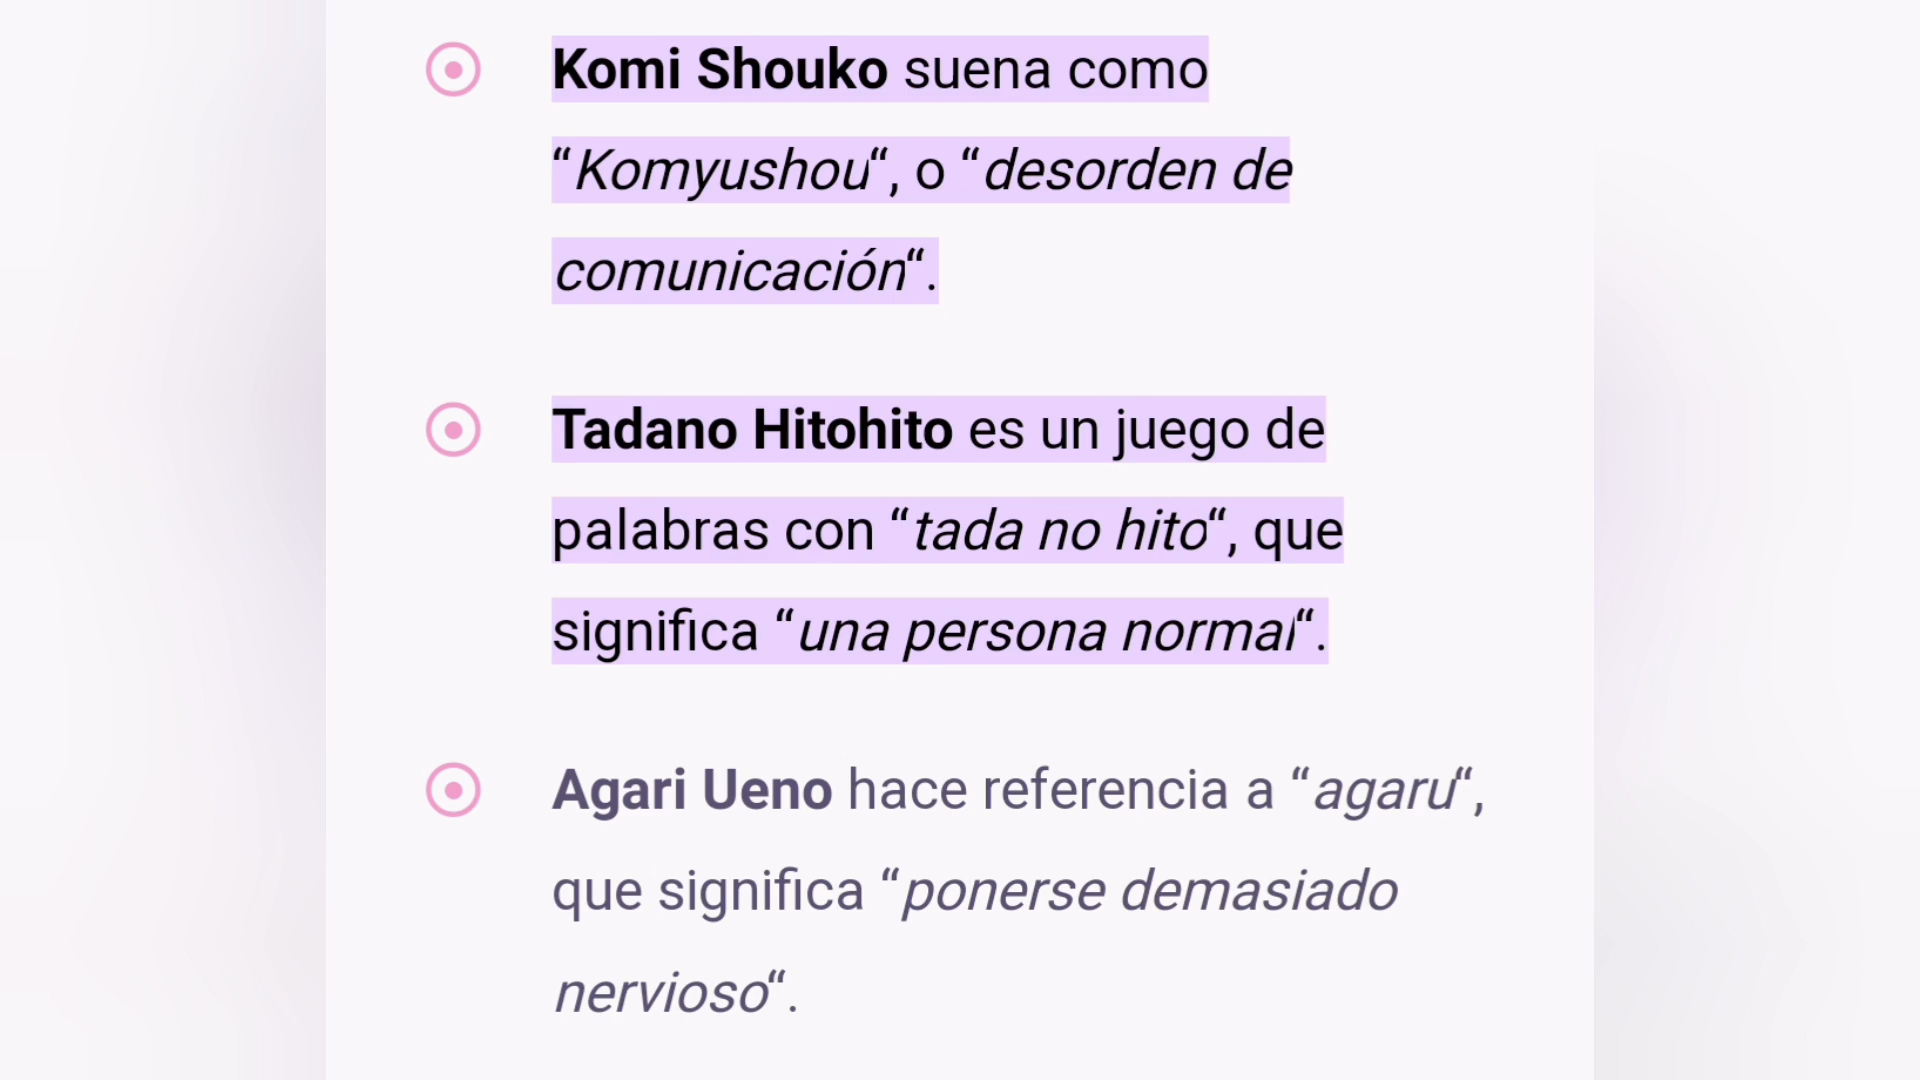 Komi Shouko suena como
“Komyushou“, o “desorden de
comunicación“.
Tadano Hitohito es un juego de
palabras con “tada no hito“, que
significa “una persona normal“.
Agari Ueno hace referencia a “agaru“,
que significa “ponerse demasiado
nervioso“.